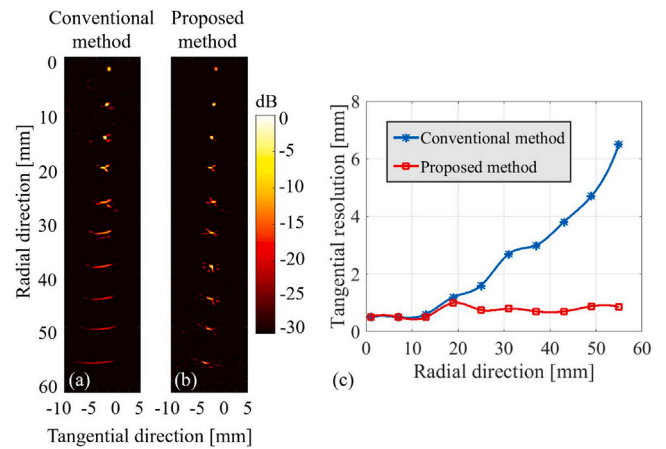 Conventional method
Proposed method
0
10
20
30
40
50
60
Radial direction [mm]
(a)
(b)
-10 -5 0 5
-10 -5 0 5
Tangential direction [mm]
dB
0
-5
-10
-15
-20
-25
-30
8
6
4
2
0
Tangential resolution [mm]
Conventional method
Proposed method
0 10 20 30 40 50 60
Radial direction [mm]
(c)